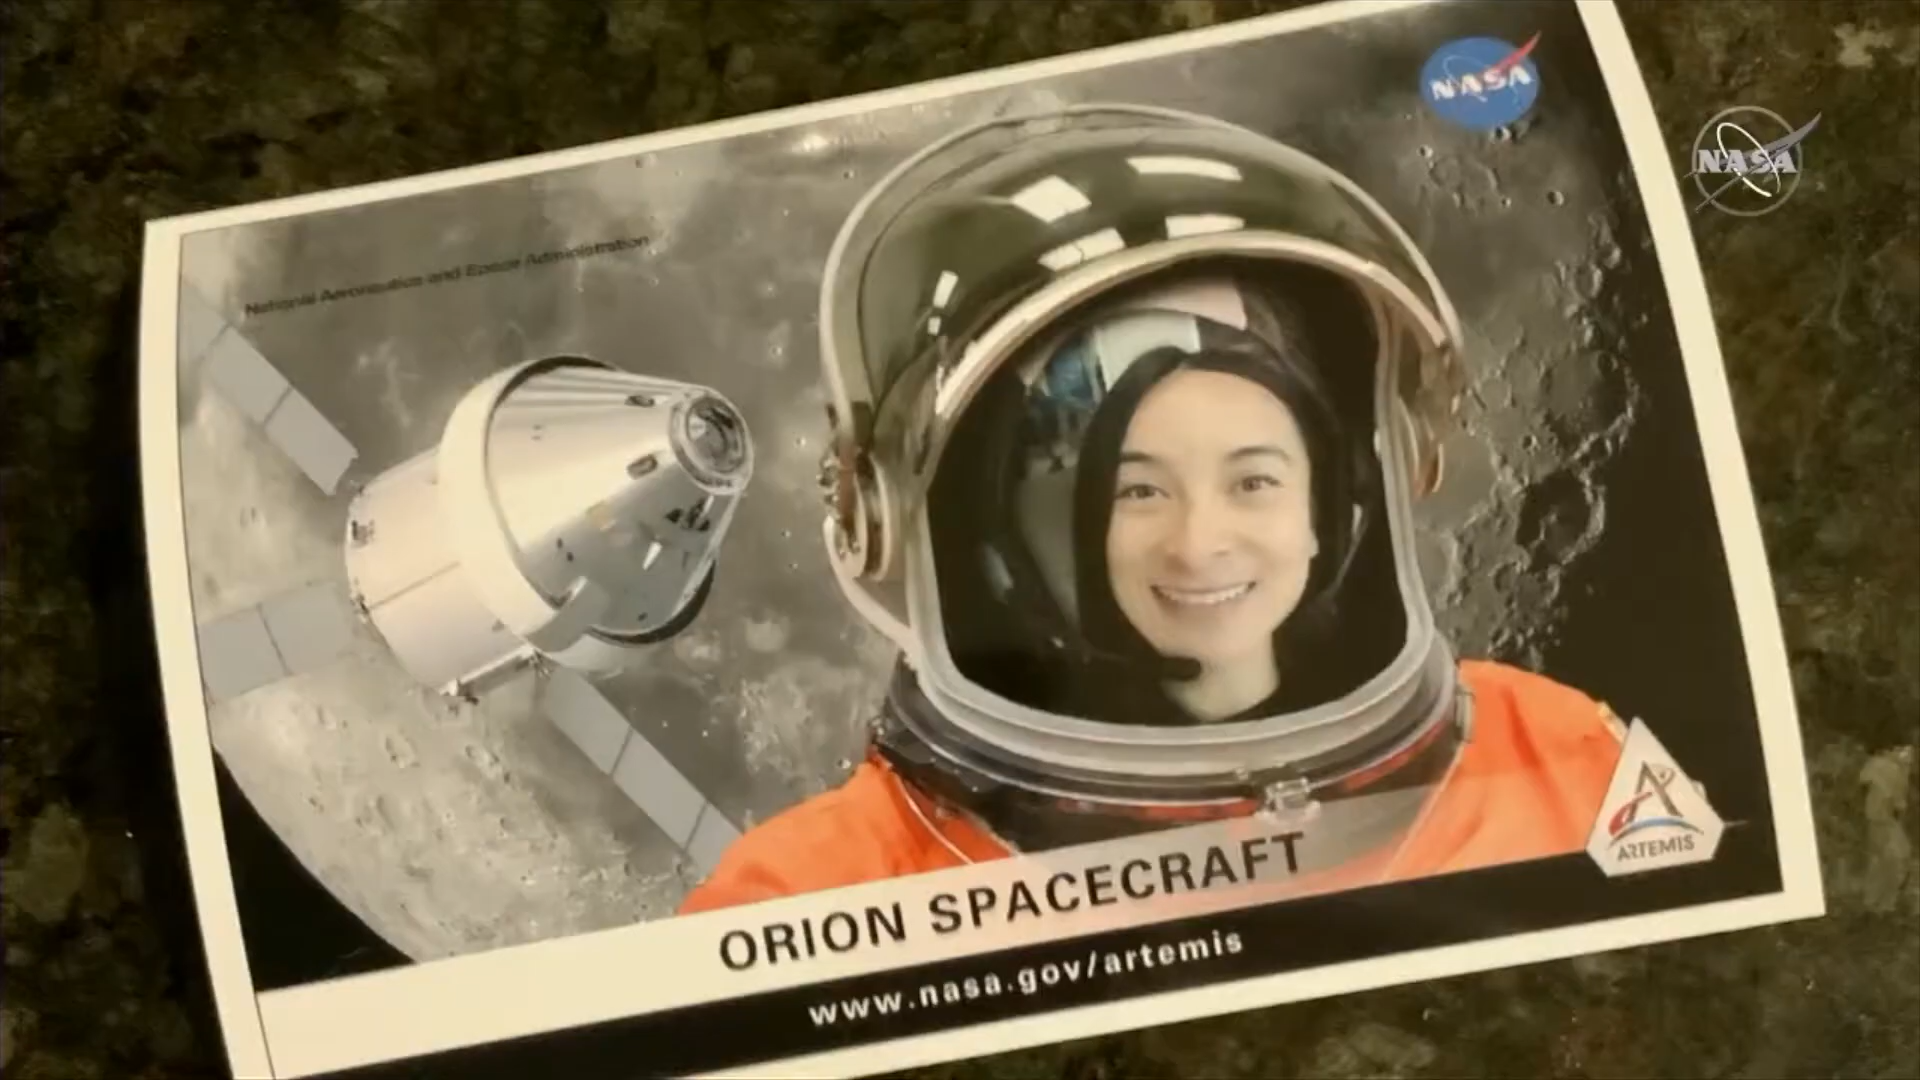 NASA
NASA
National Aeronautics and Space Administration
ARTEMIS
ORION SPACECRAFT
www.nasa.gov/artemis